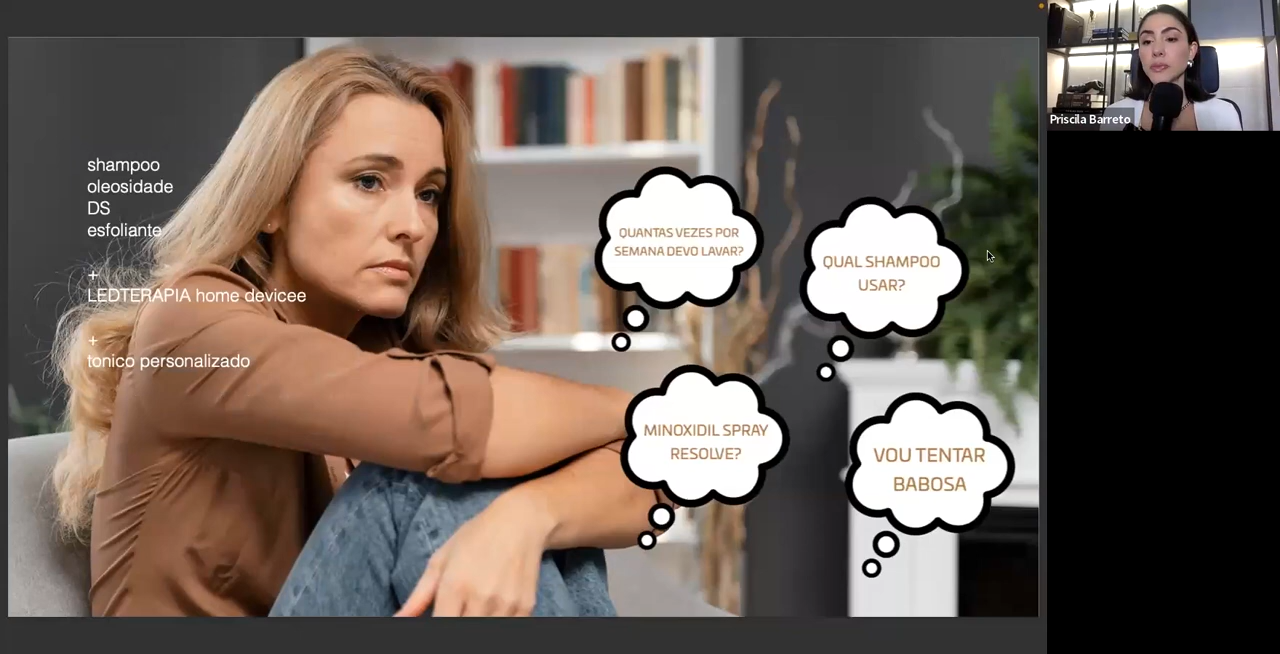 shampoo
oleosidade
DS
esfoliante
+
LEDTERAPIA home devicee
+
tonico personalizado
QUANTAS VEZES POR
SEMANA DEVO LAVAR?
QUAL SHAMPOO
USAR?
MINOXIDIL SPRAY
RESOLVE?
VOU TENTAR
BABOSA
Priscila Barreto